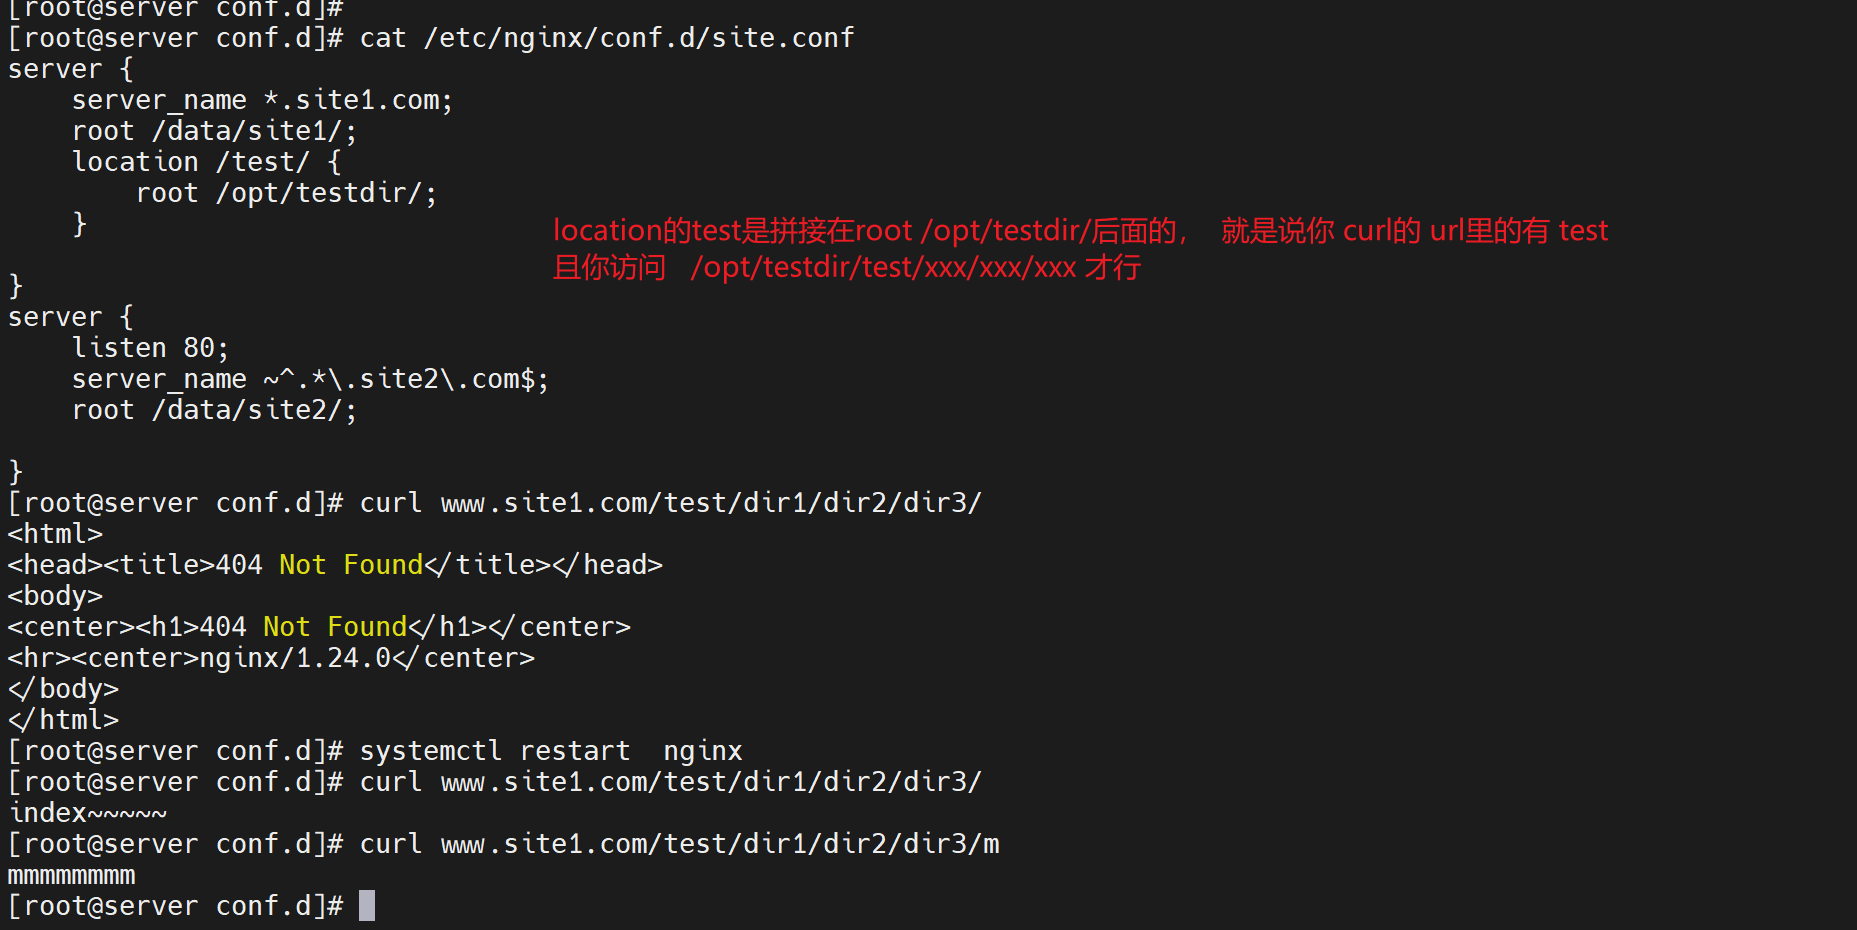 [root@server conf.d]#
[root@server conf.d]# cat /etc/nginx/conf.d/site.conf
server {
    server_name *.site1.com;
    root /data/site1/;
    location /test/ {
        root /opt/testdir/;
    }
location的test是拼接在root /opt/testdir/后面的， 就是说你 curl的 url里的有 test
且你访问 /opt/testdir/test/xxx/xxx/xxx 才行
}
server {
    listen 80;
    server_name ~^.*\.site2\.com$;
    root /data/site2/;
}
[root@server conf.d]# curl www.site1.com/test/dir1/dir2/dir3/
<html>
<head><title>404 Not Found</title></head>
<body>
<center><h1>404 Not Found</h1></center>
<hr><center>nginx/1.24.0</center>
</body>
</html>
[root@server conf.d]# systemctl restart  nginx
[root@server conf.d]# curl www.site1.com/test/dir1/dir2/dir3/
index~~~~~
[root@server conf.d]# curl www.site1.com/test/dir1/dir2/dir3/m
mmmmmmmm
[root@server conf.d]#